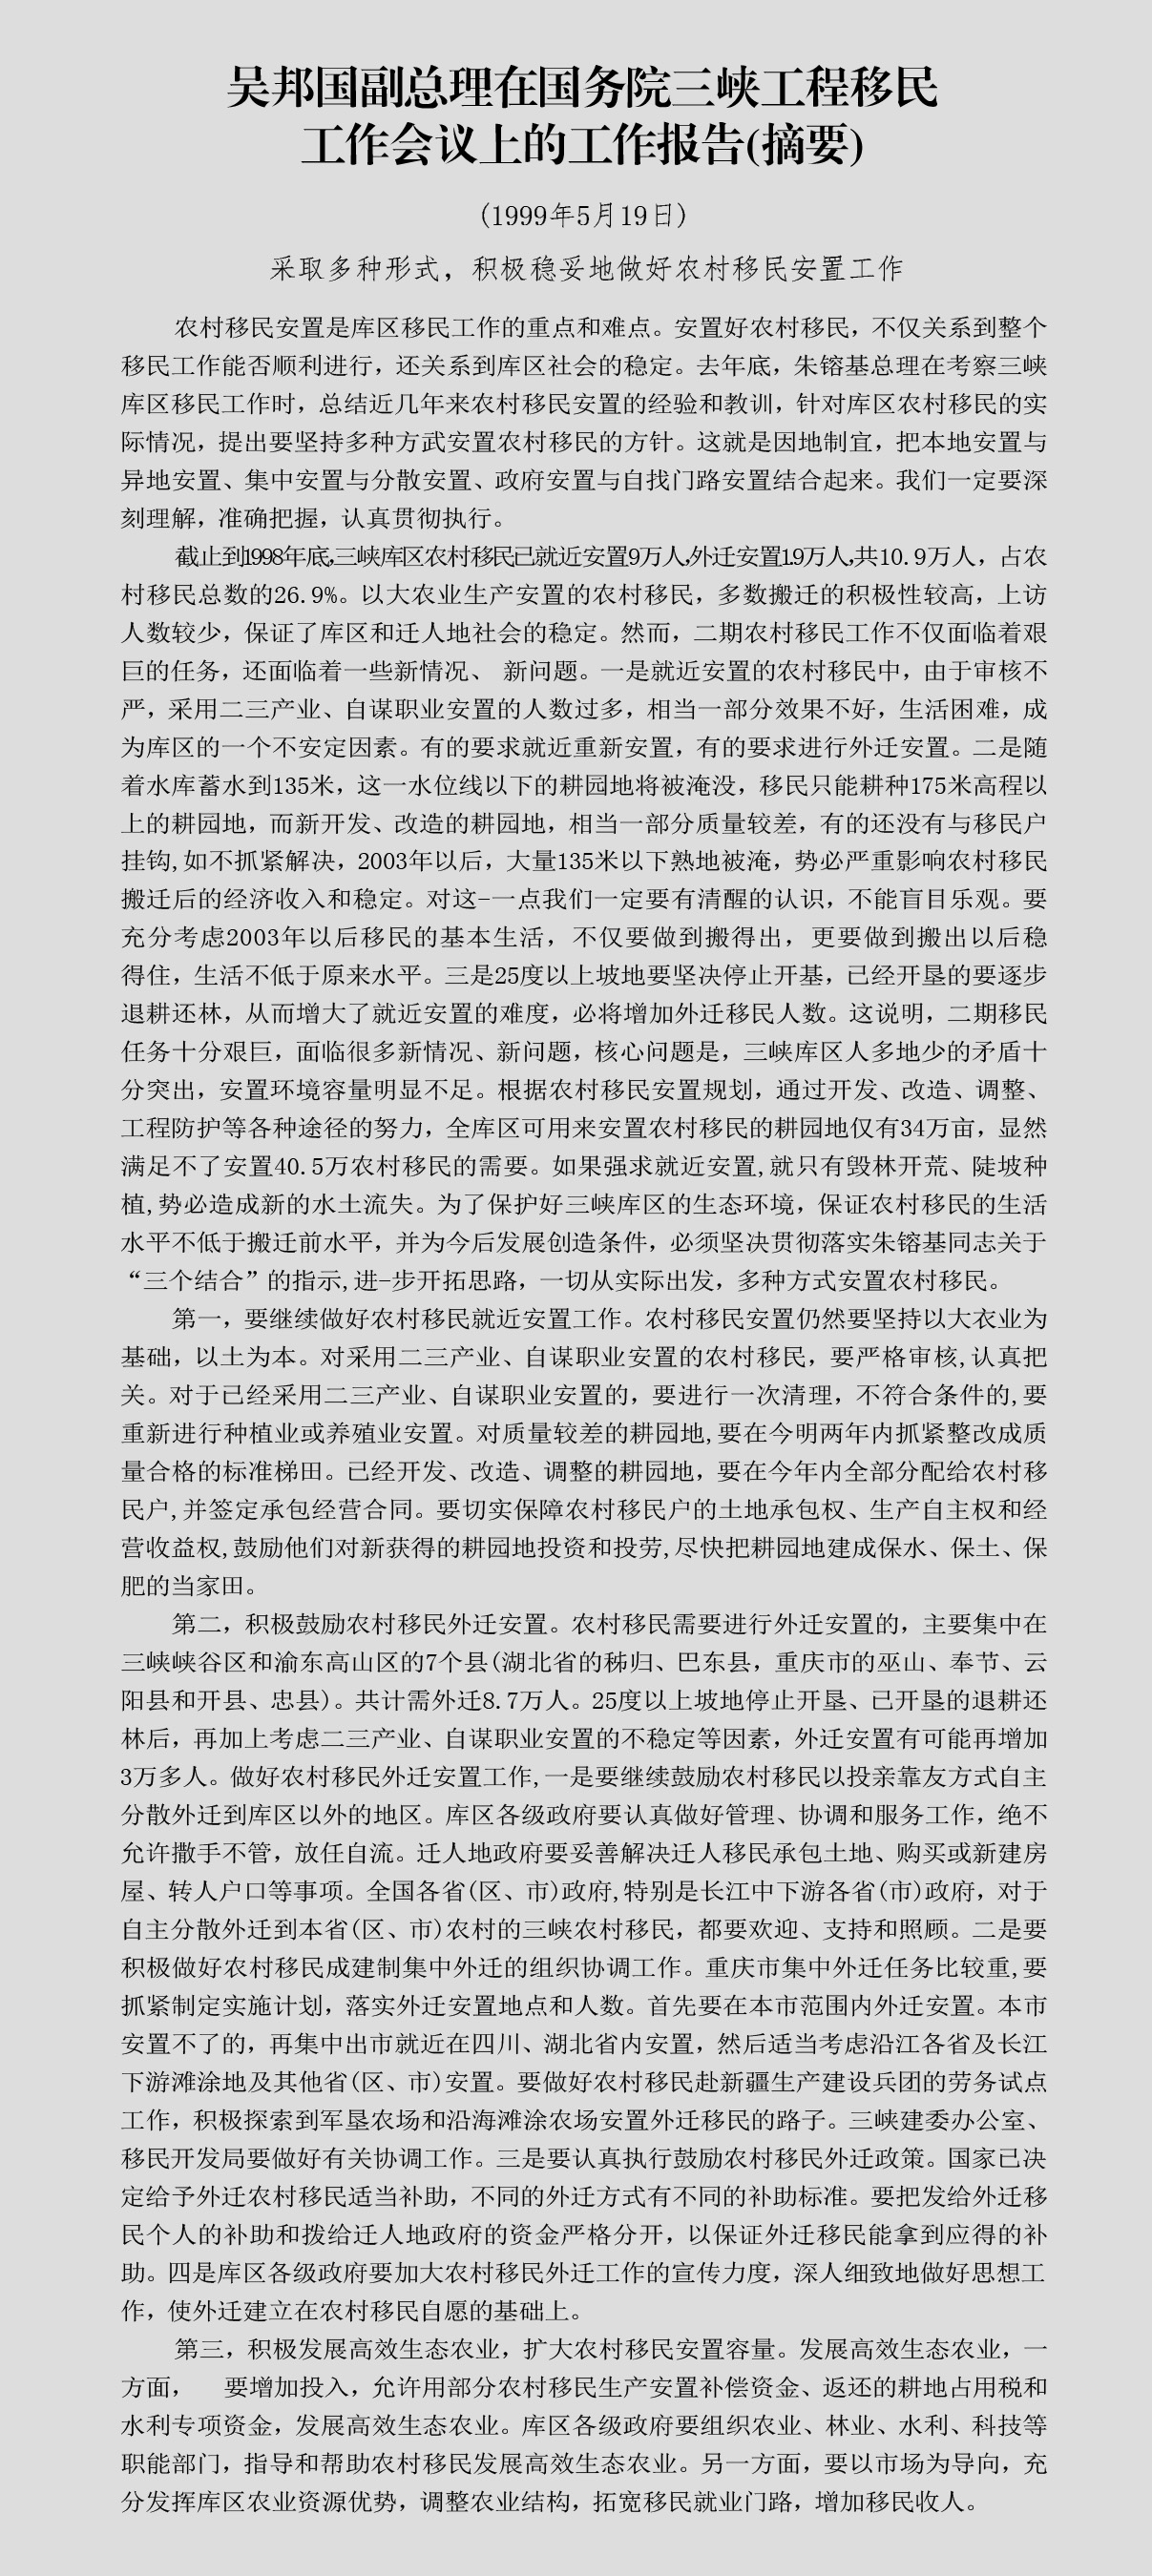 吴邦国副总理在国务院三峡工程移民
工作会议上的工作报告(摘要)
(1999年5月19日)
采取多种形式，积极稳妥地做好农村移民安置工作
农村移民安置是库区移民工作的重点和难点。安置好农村移民，不仅关系到整个
移民工作能否顺利进行，还关系到库区社会的稳定。去年底，朱镕基总理在考察三峡
库区移民工作时，总结近几年来农村移民安置的经验和教训，针对库区农村移民的实
际情况，提出要坚持多种方武安置农村移民的方针。这就是因地制宜，把本地安置与
异地安置、集中安置与分散安置、政府安置与自找门路安置结合起来。我们一定要深
刻理解，准确把握，认真贯彻执行。
截止到1998年底,三峡库区农村移民已就近安置9万人,外迁安置1.9万人,共10.9万人，占农
村移民总数的26.9%。以大农业生产安置的农村移民，多数搬迁的积极性较高，上访
人数较少，保证了库区和迁人地社会的稳定。然而，二期农村移民工作不仅面临着艰
巨的任务，还面临着一些新情况、 新问题。一是就近安置的农村移民中，由于审核不
严，采用二三产业、自谋职业安置的人数过多，相当一部分效果不好，生活困难，成
为库区的一个不安定因素。有的要求就近重新安置，有的要求进行外迁安置。二是随
着水库蓄水到135米，这一水位线以下的耕园地将被淹没，移民只能耕种175米高程以
上的耕园地，而新开发、改造的耕园地，相当一部分质量较差，有的还没有与移民户
挂钩,如不抓紧解决，2003年以后，大量135米以下熟地被淹，势必严重影响农村移民
搬迁后的经济收入和稳定。对这-一点我们一定要有清醒的认识，不能盲目乐观。要
充分考虑2003年以后移民的基本生活，不仅要做到搬得出，更要做到搬出以后稳
得住，生活不低于原来水平。三是25度以上坡地要坚决停止开基，已经开垦的要逐步
退耕还林，从而增大了就近安置的难度，必将增加外迁移民人数。这说明，二期移民
任务十分艰巨，面临很多新情况、新问题，核心问题是，三峡库区人多地少的矛盾十
分突出，安置环境容量明显不足。根据农村移民安置规划，通过开发、改造、调整、
工程防护等各种途径的努力，全库区可用来安置农村移民的耕园地仅有34万亩，显然
满足不了安置40.5万农村移民的需要。如果强求就近安置,就只有毁林开荒、陡坡种
植,势必造成新的水土流失。为了保护好三峡库区的生态环境，保证农村移民的生活
水平不低于搬迁前水平，并为今后发展创造条件，必须坚决贯彻落实朱镕基同志关于
“三个结合”的指示,进-步开拓思路，一切从实际出发，多种方式安置农村移民。
第一，要继续做好农村移民就近安置工作。农村移民安置仍然要坚持以大衣业为
基础，以土为本。对采用二三产业、自谋职业安置的农村移民，要严格审核,认真把
关。对于已经采用二三产业、自谋职业安置的，要进行一次清理，不符合条件的,要
重新进行种植业或养殖业安置。对质量较差的耕园地,要在今明两年内抓紧整改成质
量合格的标准梯田。已经开发、改造、调整的耕园地，要在今年内全部分配给农村移
民户,并签定承包经营合同。要切实保障农村移民户的土地承包权、生产自主权和经
营收益权,鼓励他们对新获得的耕园地投资和投劳,尽快把耕园地建成保水、保土、保
肥的当家田。
第二，积极鼓励农村移民外迁安置。农村移民需要进行外迁安置的，主要集中在
三峡峡谷区和渝东高山区的7个县(湖北省的秭归、巴东县，重庆市的巫山、奉节、云
阳县和开县、忠县)。共计需外迁8.7万人。25度以上坡地停止开垦、己开垦的退耕还
林后，再加上考虑二三产业、自谋职业安置的不稳定等因素，外迁安置有可能再增加
3万多人。做好农村移民外迁安置工作,一是要继续鼓励农村移民以投亲靠友方式自主
分散外迁到库区以外的地区。库区各级政府要认真做好管理、协调和服务工作，绝不
允许撒手不管，放任自流。迁人地政府要妥善解决迁人移民承包土地、购买或新建房
屋、转人户口等事项。全国各省(区、市)政府,特别是长江中下游各省(市)政府，对于
自主分散外迁到本省(区、市)农村的三峡农村移民，都要欢迎、支持和照顾。二是要
积极做好农村移民成建制集中外迁的组织协调工作。重庆市集中外迁任务比较重,要
抓紧制定实施计划，落实外迁安置地点和人数。首先要在本市范围内外迁安置。本市
安置不了的，再集中出市就近在四川、湖北省内安置，然后适当考虑沿江各省及长江
下游滩涂地及其他省(区、市)安置。要做好农村移民赴新疆生产建设兵团的劳务试点
工作，积极探索到军垦农场和沿海滩涂农场安置外迁移民的路子。三峡建委办公室、
移民开发局要做好有关协调工作。三是要认真执行鼓励农村移民外迁政策。国家已决
定给予外迁农村移民适当补助，不同的外迁方式有不同的补助标准。要把发给外迁移
民个人的补助和拨给迁人地政府的资金严格分开，以保证外迁移民能拿到应得的补
助。四是库区各级政府要加大农村移民外迁工作的宣传力度，深人细致地做好思想工
作，使外迁建立在农村移民自愿的基础上。
第三，积极发展高效生态农业，扩大农村移民安置容量。发展高效生态农业，一
方面， 要增加投入，允许用部分农村移民生产安置补偿资金、返还的耕地占用税和
水利专项资金，发展高效生态农业。库区各级政府要组织农业、林业、水利、科技等
职能部门，指导和帮助农村移民发展高效生态农业。另一方面，要以市场为导向，充
分发挥库区农业资源优势，调整农业结构，拓宽移民就业门路，增加移民收人。